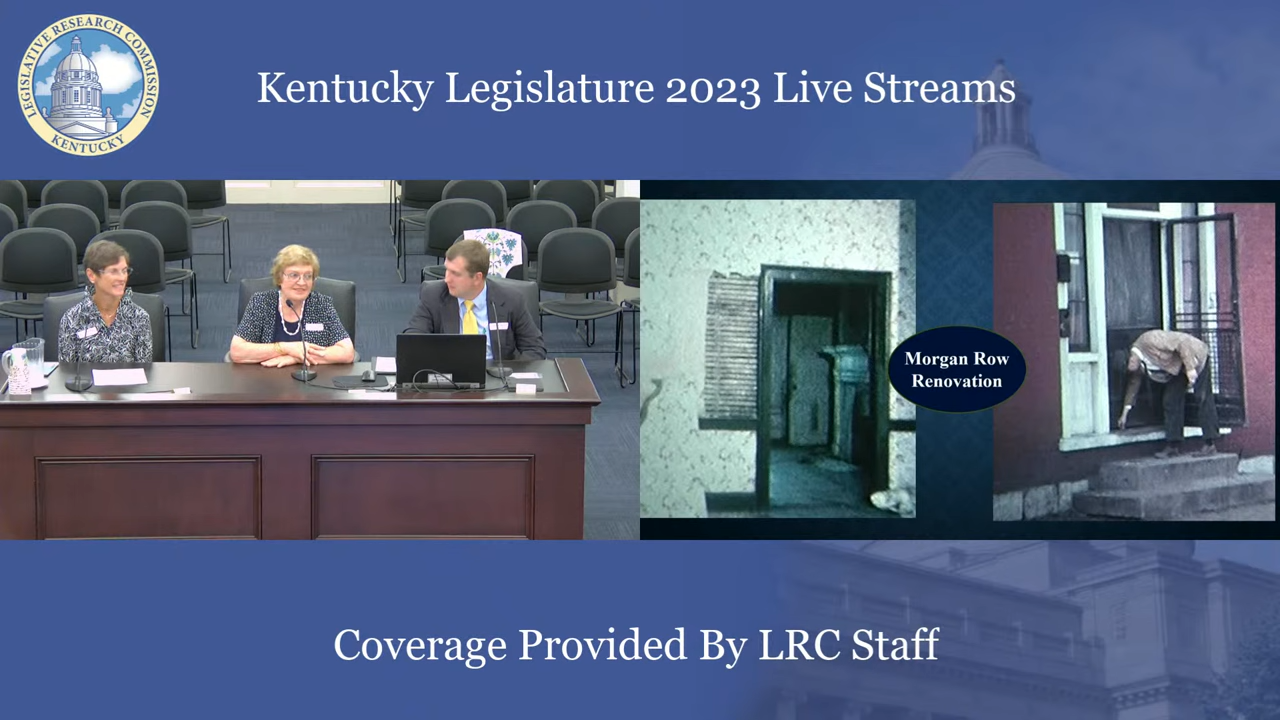 LEGISLATIVE RESEARCH COMMISSION
KENTUCKY
Kentucky Legislature 2023 Live Streams
Morgan Row
Renovation
Coverage Provided By LRC Staff